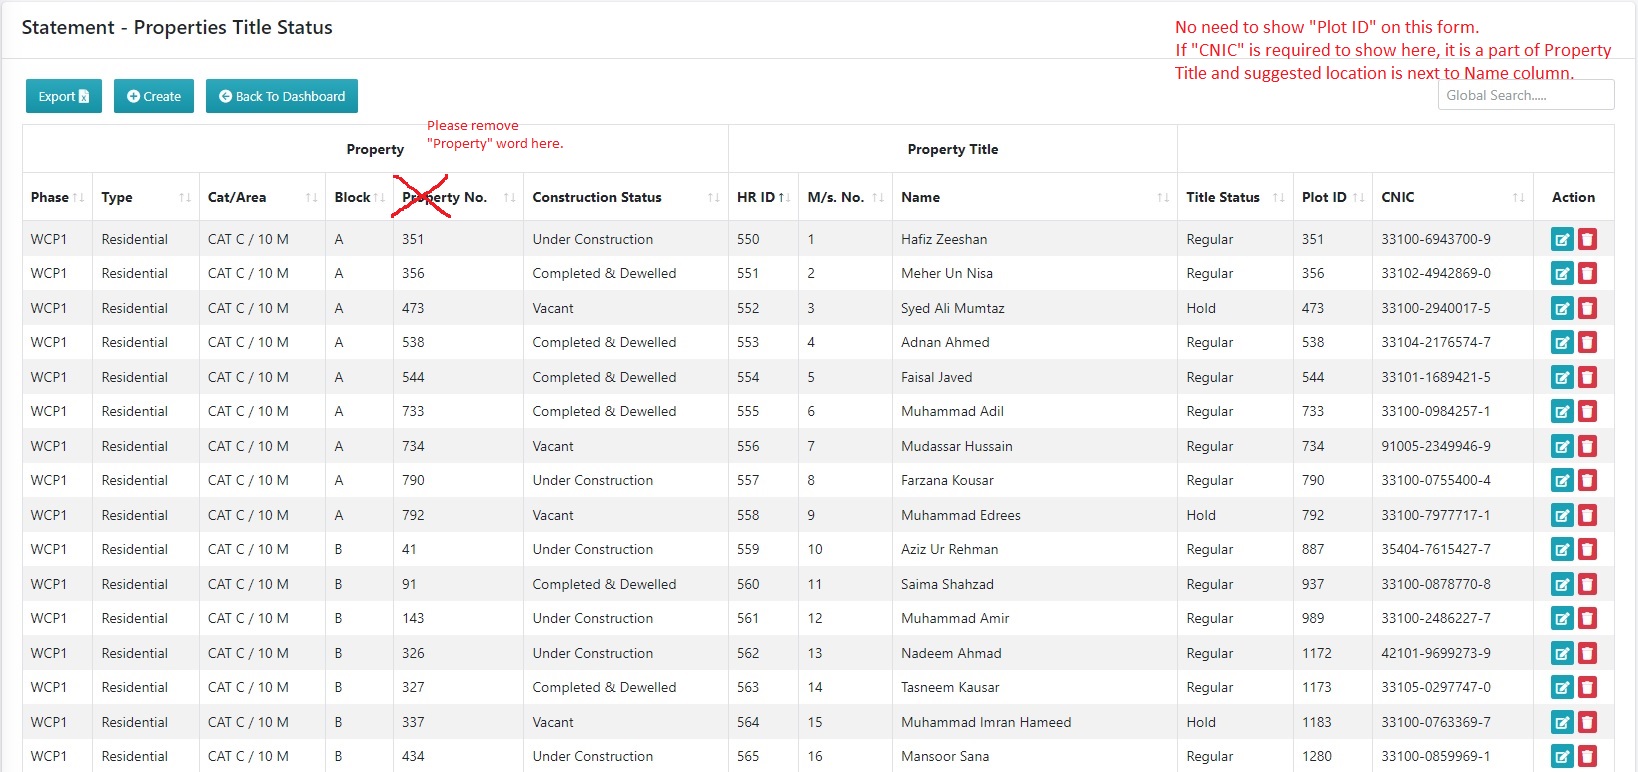 Statement - Properties Title Status
No need to show "Plot ID" on this form.
If "CNIC" is required to show here, it is a part of Property
Title and suggested location is next to Name column.
Export Create Back To Dashboard Global Search.....
Please remove
"Property" word here.
Property Property Title
Phase Type Cat/Area Block Property No. Construction Status HR ID M/s. No. Name Title Status Plot ID CNIC Action
WCP1 Residential CAT C / 10 M A 351 Under Construction 550 1 Hafiz Zeeshan Regular 351 33100-6943700-9
WCP1 Residential CAT C / 10 M A 356 Completed & Dewelled 551 2 Meher Un Nisa Regular 356 33102-4942869-0
WCP1 Residential CAT C / 10 M A 473 Vacant 552 3 Syed Ali Mumtaz Hold 473 33100-2940017-5
WCP1 Residential CAT C / 10 M A 538 Completed & Dewelled 553 4 Adnan Ahmed Regular 538 33104-2176574-7
WCP1 Residential CAT C / 10 M A 544 Completed & Dewelled 554 5 Faisal Javed Regular 544 33101-1689421-5
WCP1 Residential CAT C / 10 M A 733 Completed & Dewelled 555 6 Muhammad Adil Regular 733 33100-0984257-1
WCP1 Residential CAT C / 10 M A 734 Vacant 556 7 Mudassar Hussain Regular 734 91005-2349946-9
WCP1 Residential CAT C / 10 M A 790 Under Construction 557 8 Farzana Kousar Regular 790 33100-0755400-4
WCP1 Residential CAT C / 10 M A 792 Vacant 558 9 Muhammad Edrees Hold 792 33100-7977717-1
WCP1 Residential CAT C / 10 M B 41 Under Construction 559 10 Aziz Ur Rehman Regular 887 35404-7615427-7
WCP1 Residential CAT C / 10 M B 91 Completed & Dewelled 560 11 Saima Shahzad Regular 937 33100-0878770-8
WCP1 Residential CAT C / 10 M B 143 Under Construction 561 12 Muhammad Amir Regular 989 33100-2486227-7
WCP1 Residential CAT C / 10 M B 326 Under Construction 562 13 Nadeem Ahmad Regular 1172 42101-9699273-9
WCP1 Residential CAT C / 10 M B 327 Completed & Dewelled 563 14 Tasneem Kausar Regular 1173 33105-0297747-0
WCP1 Residential CAT C / 10 M B 337 Vacant 564 15 Muhammad Imran Hameed Hold 1183 33100-0763369-7
WCP1 Residential CAT C / 10 M B 434 Under Construction 565 16 Mansoor Sana Regular 1280 33100-0859969-1